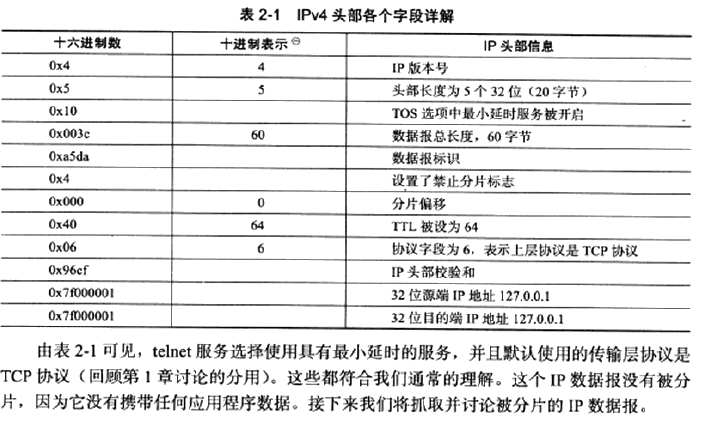 表 2-1 IPv4 头部各个字段详解
十六进制数 十进制表示㊀ IP 头部信息
0x4 4 IP 版本号
0x5 5 头部长度为 5 个 32 位（20 字节）
0x10 TOS 选项中最小延时服务被开启
0x003c 60 数据报总长度，60 字节
0xa5da 数据报标识
0x4 设置了禁止分片标志
0x000 0 分片偏移
0x40 64 TTL 被设为 64
0x06 6 协议字段为 6，表示上层协议是 TCP 协议
0x96cf IP 头部校验和
0x7f000001 32 位源端 IP 地址 127.0.0.1
0x7f000001 32 位目的端 IP 地址 127.0.0.1
由表 2-1 可见，telnet 服务选择使用具有最小延时的服务，并且默认使用的传输层协议是
TCP 协议（回顾第 1 章讨论的分用）。这些都符合我们通常的理解。这个 IP 数据报没有被分
片，因为它没有携带任何应用程序数据。接下来我们将抓取并讨论被分片的 IP 数据报。